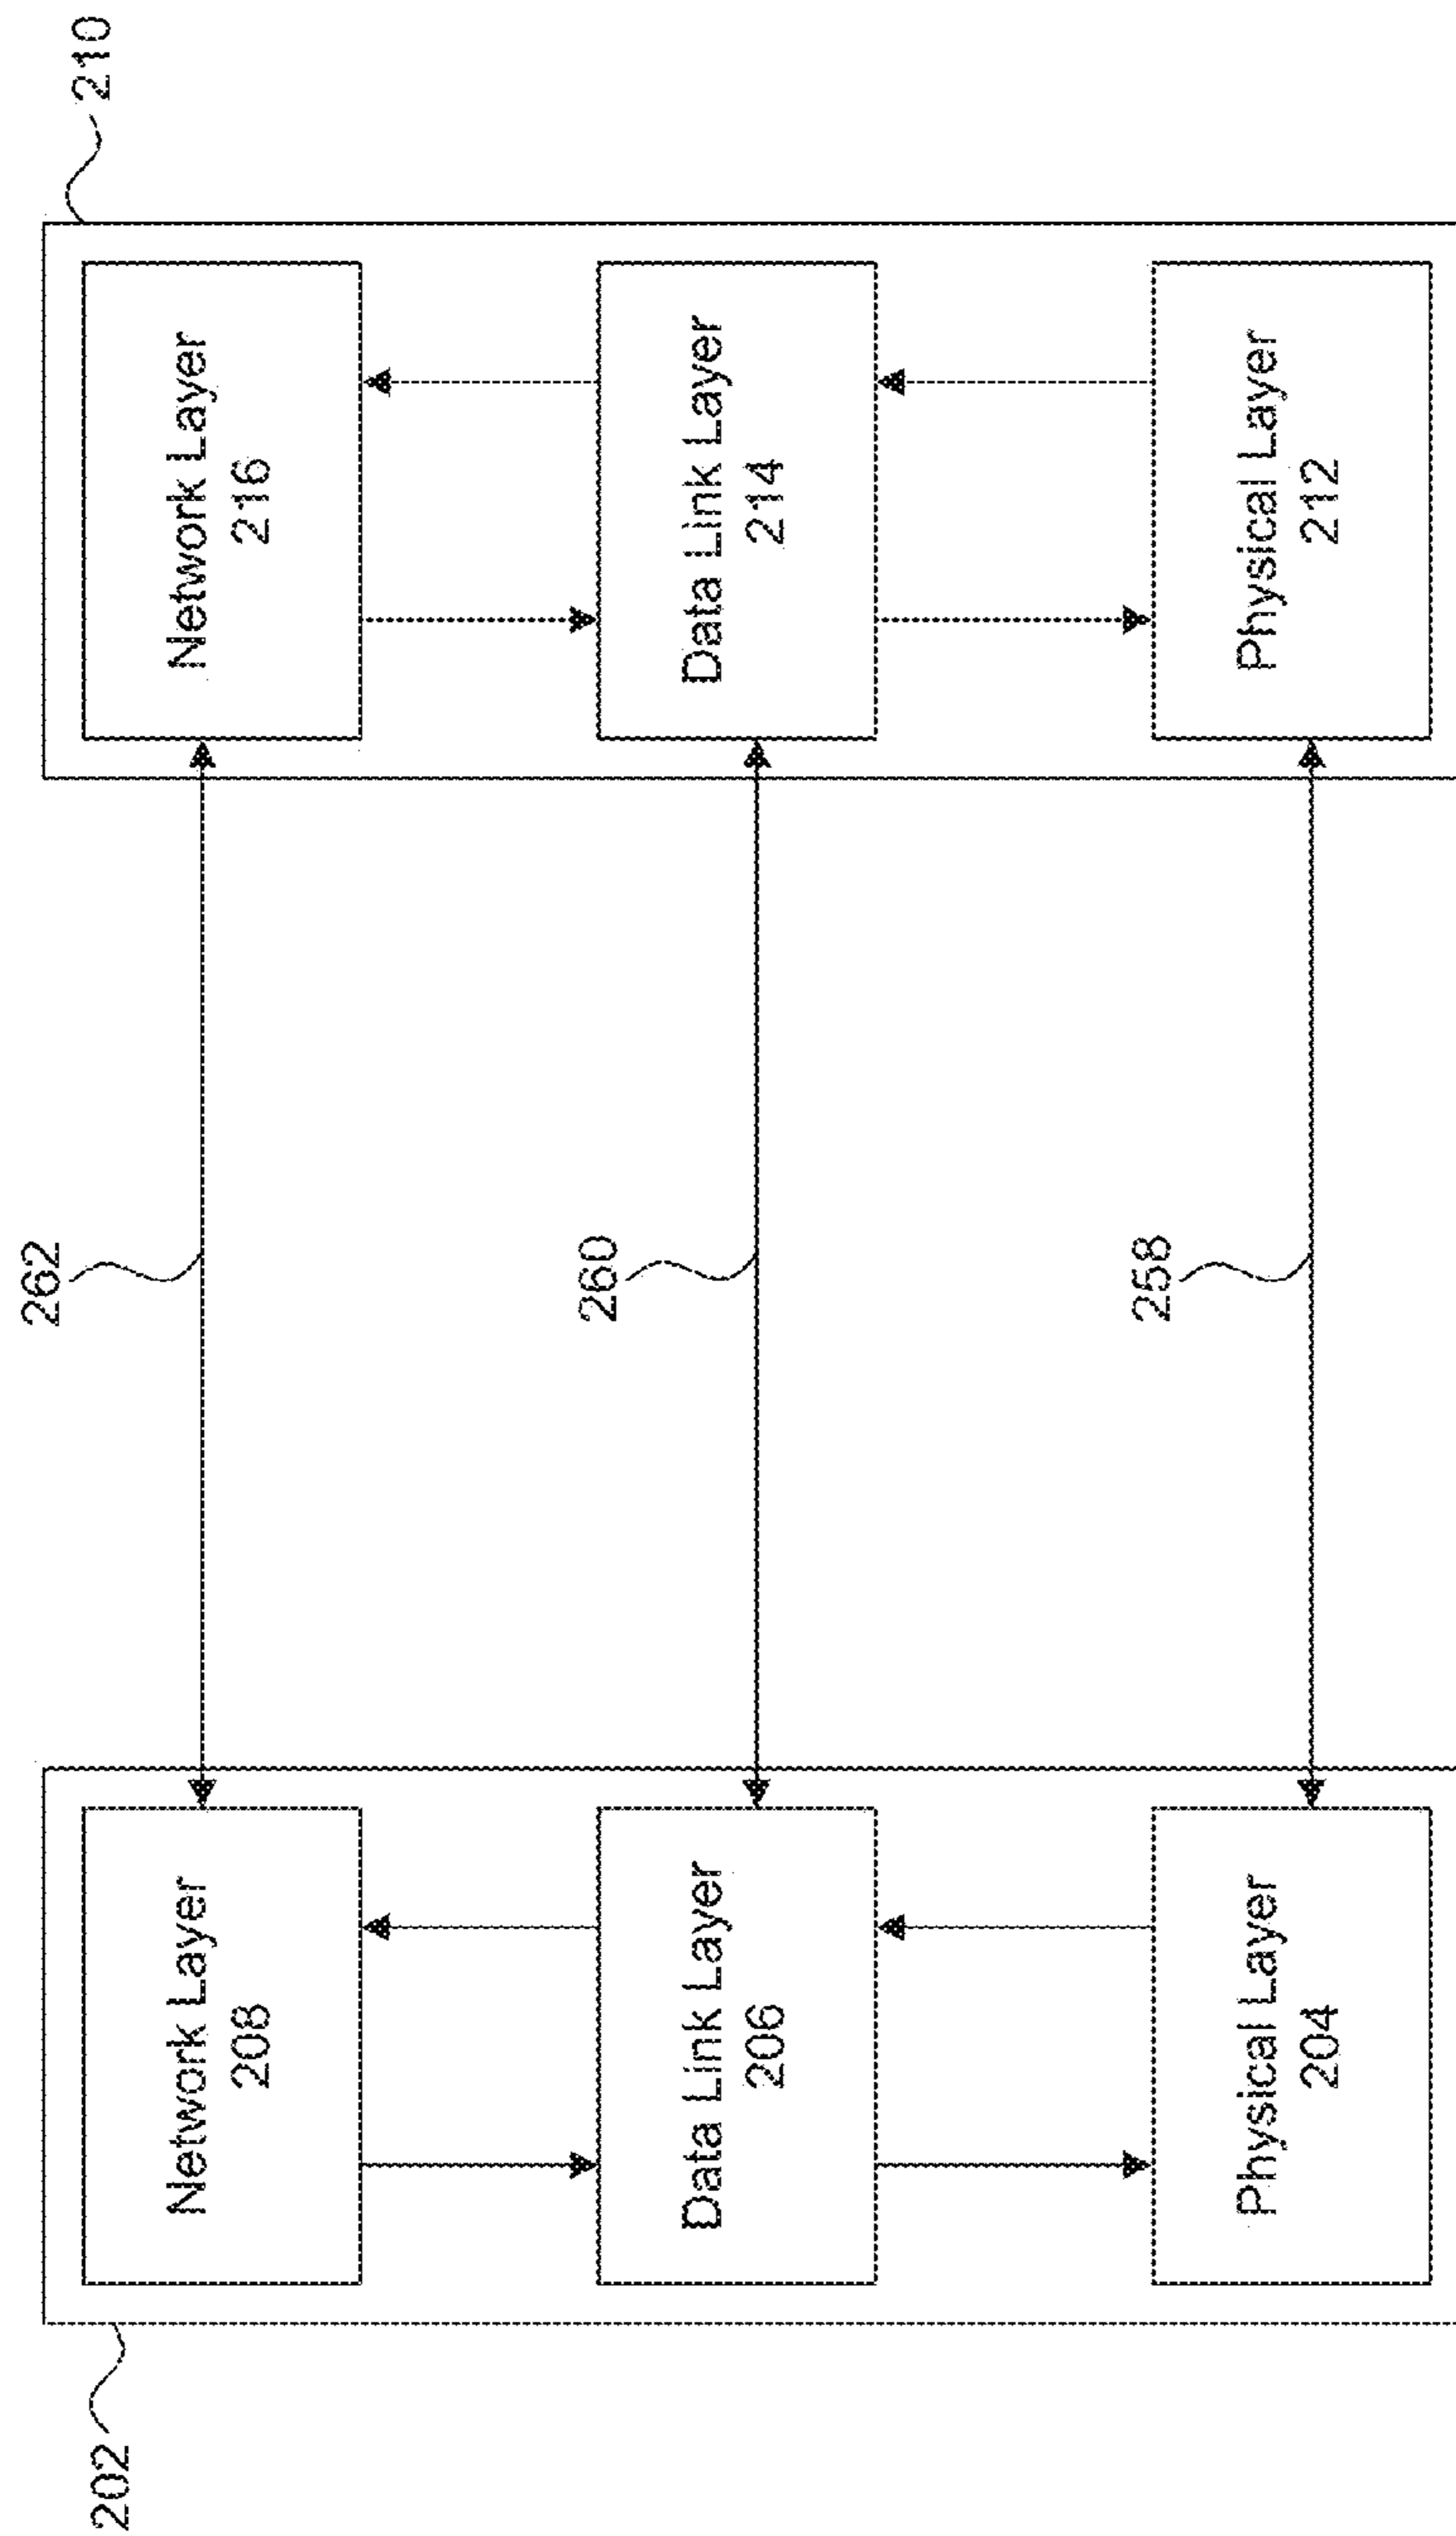 262
202
210
Network Layer
208
Network Layer
216
260
Data Link Layer
206
Data Link Layer
214
258
Physical Layer
204
Physical Layer
212